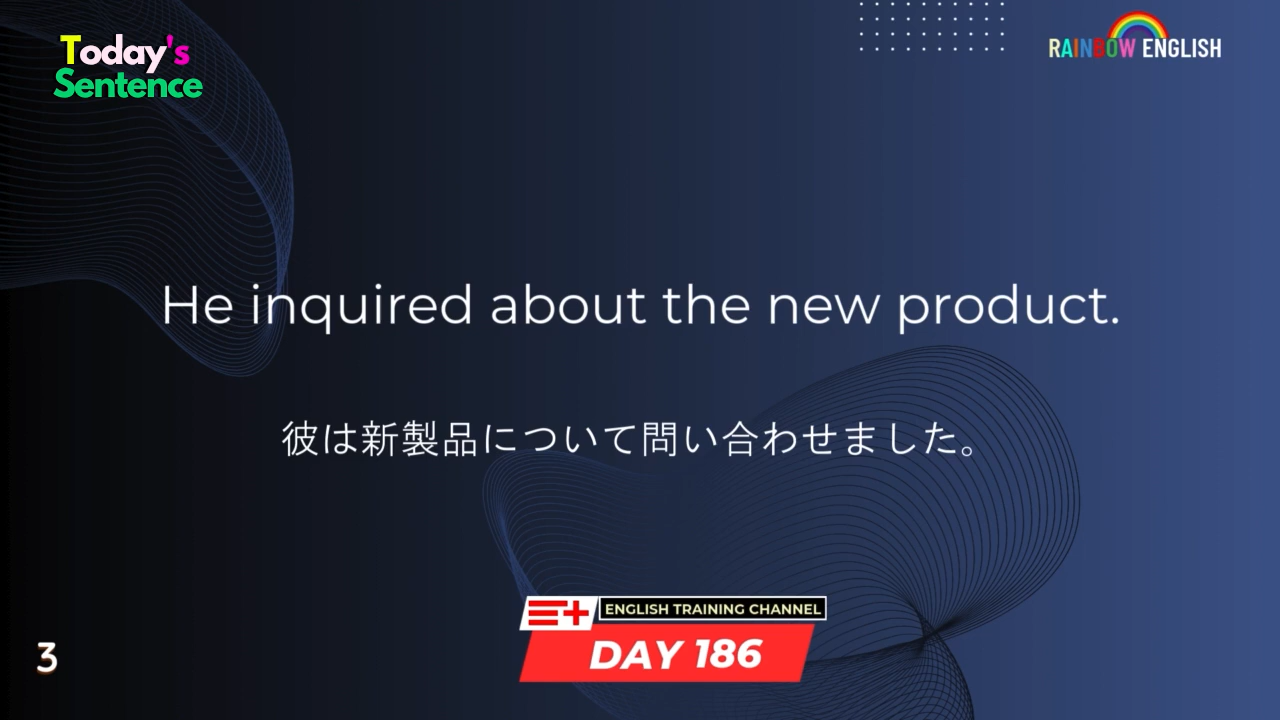 Today's
Sentence
RAINBOW ENGLISH
He inquired about the new product.
彼は新製品について問い合わせました。
ENGLISH TRAINING CHANNEL
DAY 186
3